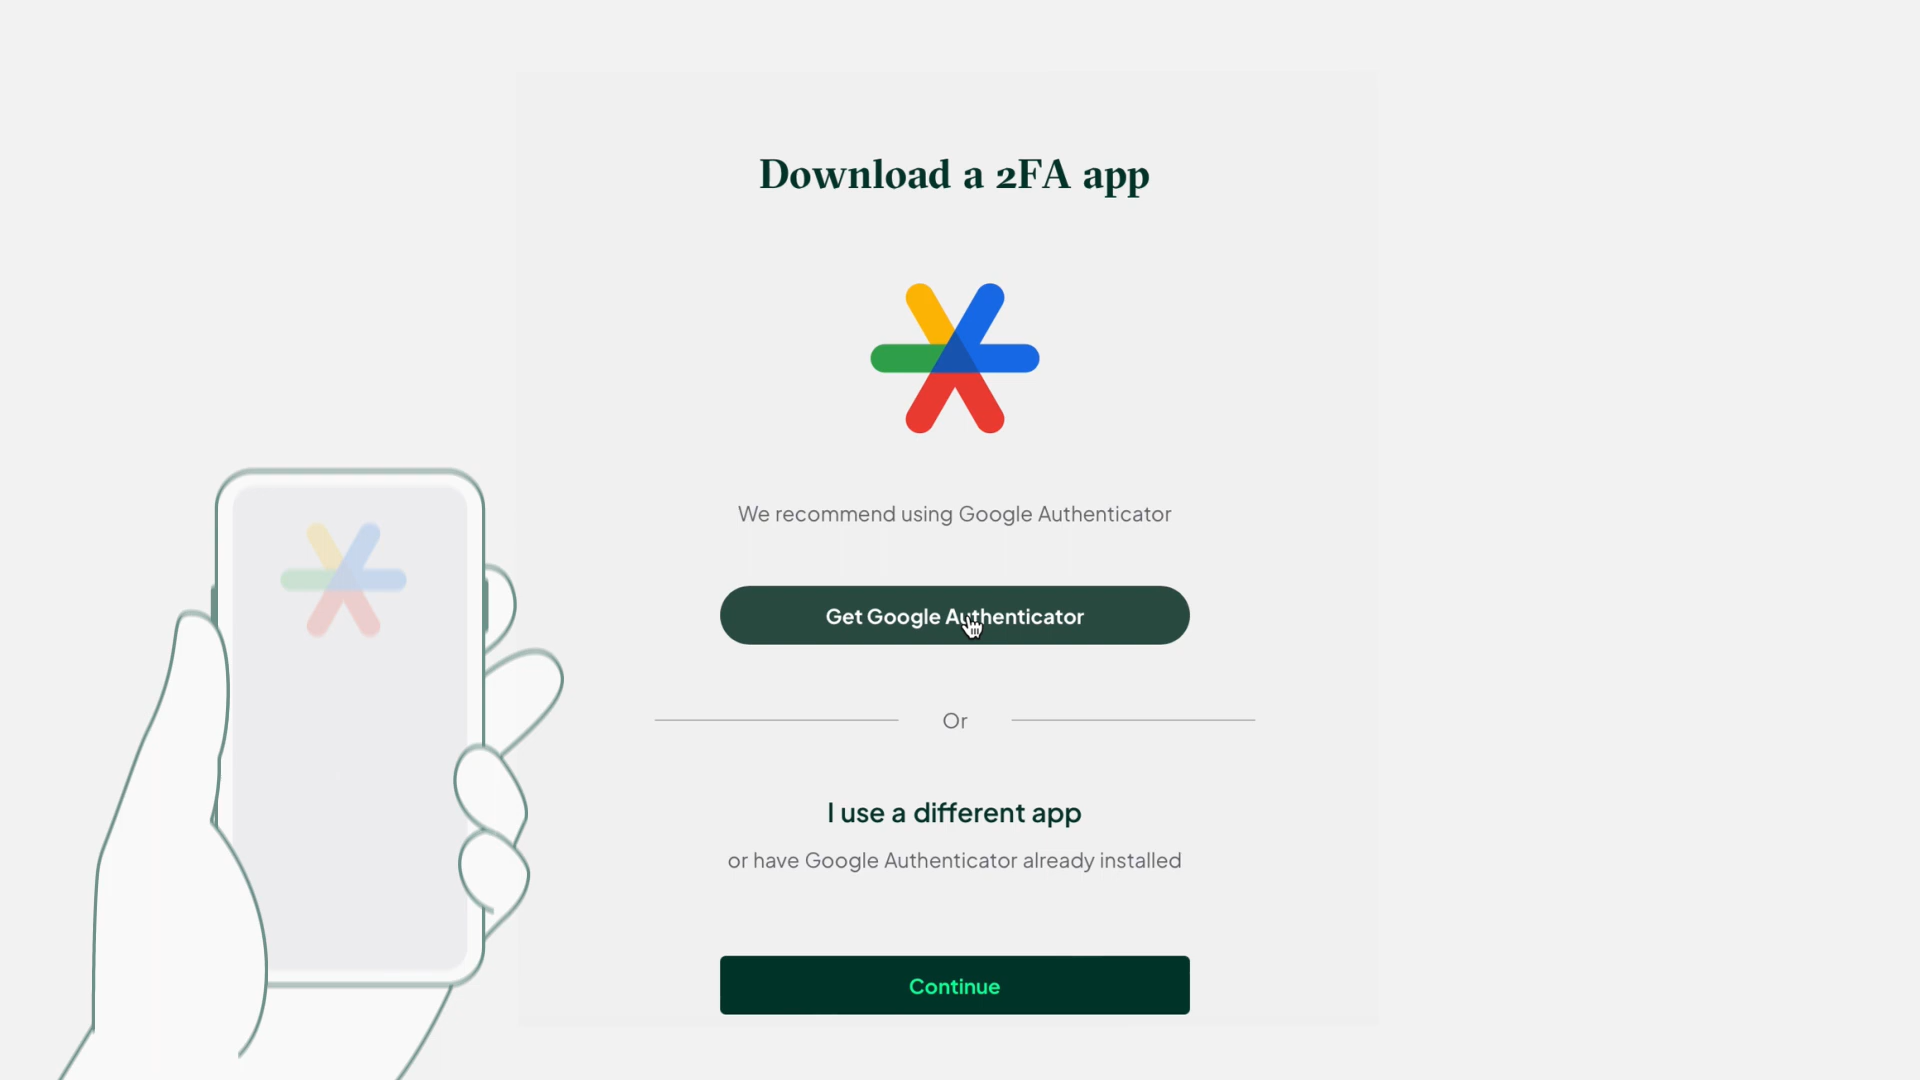 Download a 2FA app
We recommend using Google Authenticator
Get Google Authenticator
Or
I use a different app
or have Google Authenticator already installed
Continue